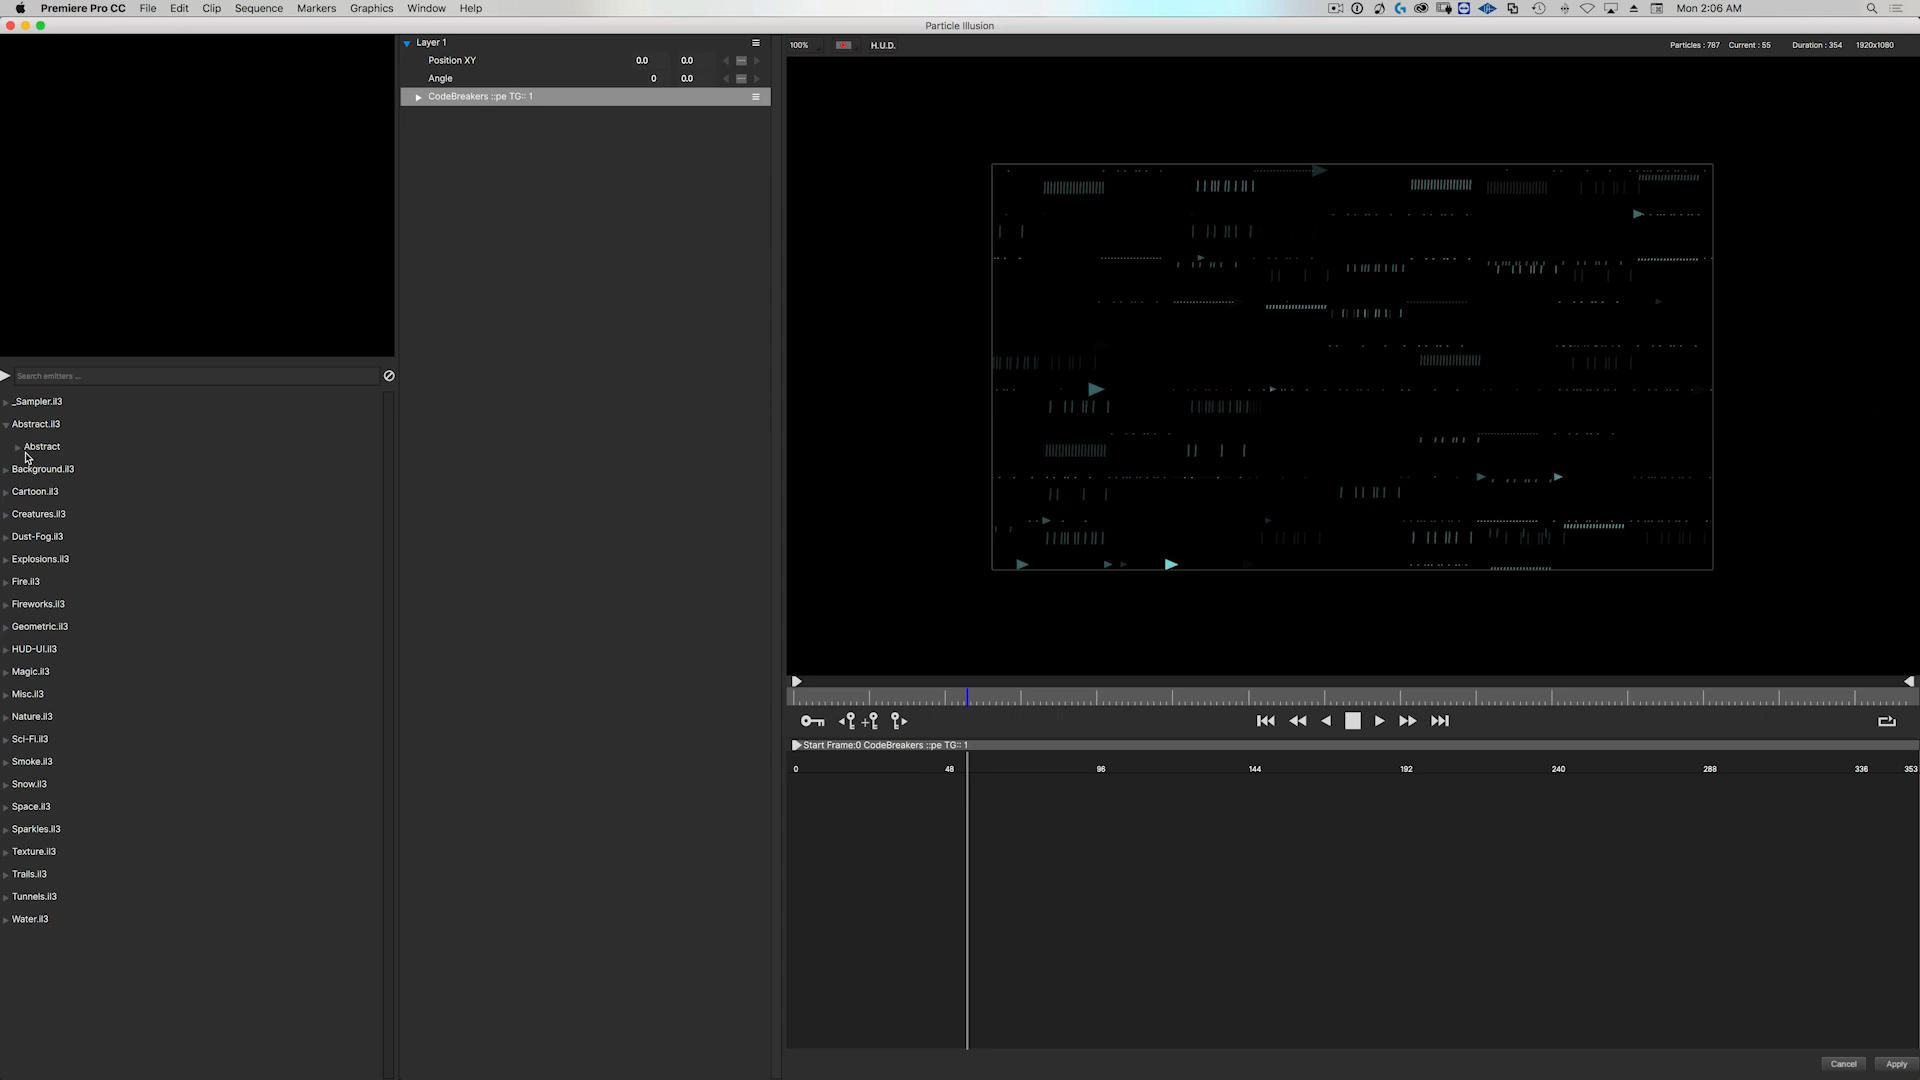 Premiere Pro CC File Edit Clip Sequence Markers Graphics Window Help Mon 2:06 AM
Particle Illusion
Layer 1
Position XY 0.0 0.0
Angle 0 0.0
CodeBreakers ::pe TG:: 1
100% H.U.D. Particles : 787 Current : 55 Duration : 354 1920x1080
Search emitters ...
_Sampler.il3
Abstract.il3
Abstract
Background.il3
Cartoon.il3
Creatures.il3
Dust-Fog.il3
Explosions.il3
Fire.il3
Fireworks.il3
Geometric.il3
HUD-UI.il3
Magic.il3
Misc.il3
Nature.il3
Sci-Fi.il3
Smoke.il3
Snow.il3
Space.il3
Sparkles.il3
Texture.il3
Trails.il3
Tunnels.il3
Water.il3
Start Frame:0 CodeBreakers ::pe TG:: 1
0 48 96 144 192 240 288 336 353
Cancel Apply